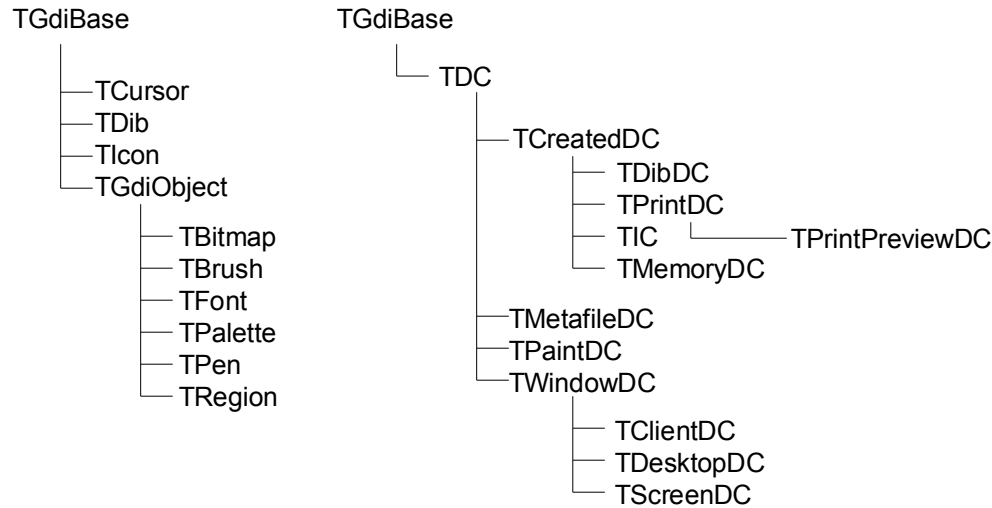 TGdiBase
TCursor
TDib
TIcon
TGdiObject
TBitmap
TBrush
TFont
TPalette
TPen
TRegion
TGdiBase
TDC
TCreatedDC
TDibDC
TPrintDC
TPrintPreviewDC
TIC
TMemoryDC
TMetafileDC
TPaintDC
TWindowDC
TClientDC
TDesktopDC
TScreenDC